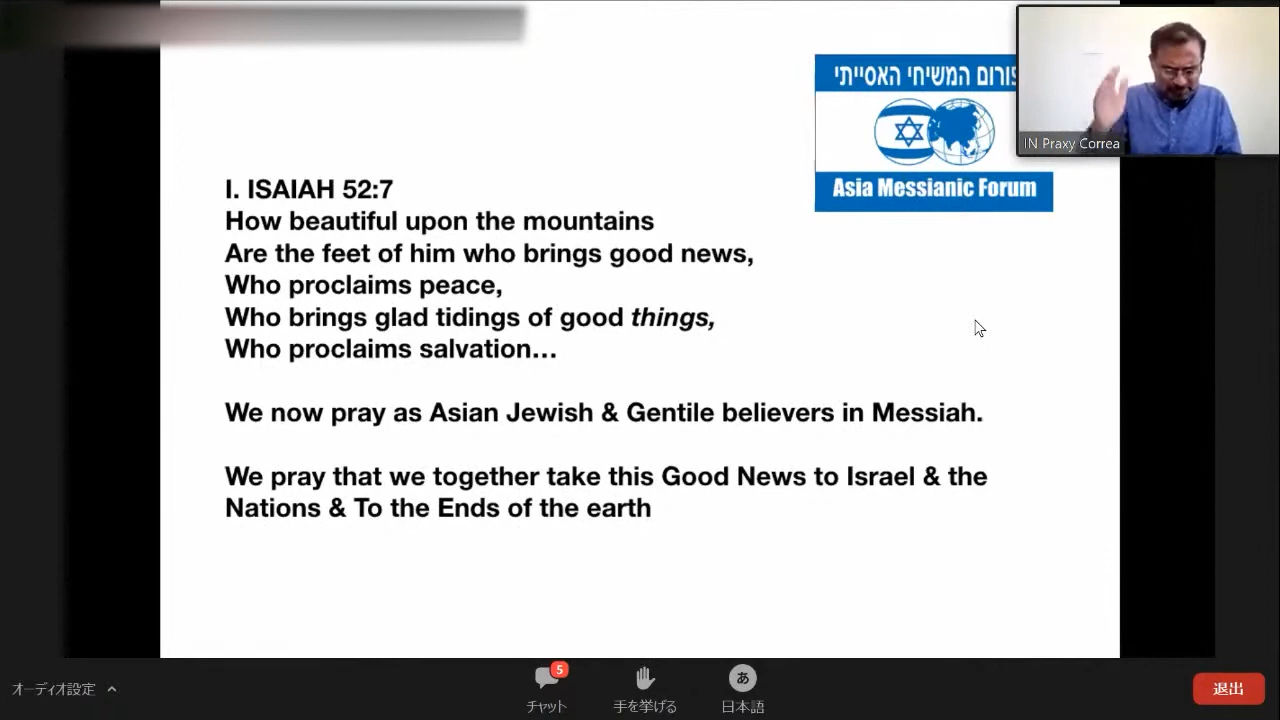 פורום המשיחי האסייתי
Asia Messianic Forum
IN Praxy Correa
I. ISAIAH 52:7
How beautiful upon the mountains
Are the feet of him who brings good news,
Who proclaims peace,
Who brings glad tidings of good things,
Who proclaims salvation…
We now pray as Asian Jewish & Gentile believers in Messiah.
We pray that we together take this Good News to Israel & the
Nations & To the Ends of the earth
オーディオ設定
5
チャット
手を挙げる
あ
日本語
退出